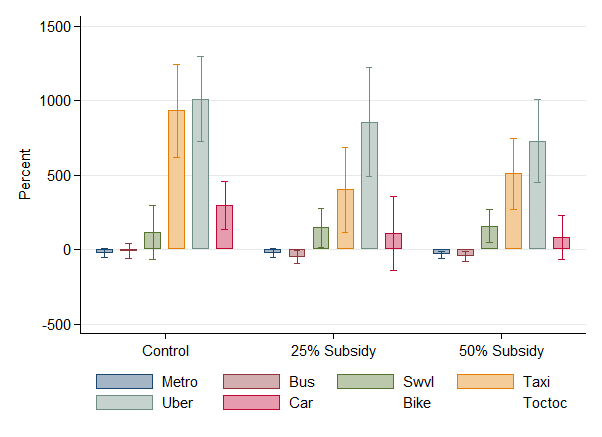 1500
1000
500
0
-500
Percent
Control 25% Subsidy 50% Subsidy
Metro Bus Swvl Taxi
Uber Car Bike Toctoc